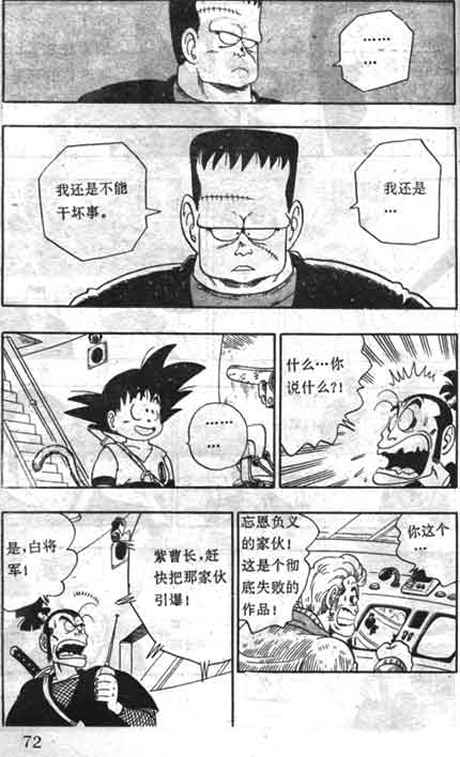 ……
…
我还是
…
我还是不能
干坏事。
什么…你
说什么?!
……
…
你这个
…
忘恩负义
的家伙!
这是个彻
底失败的
作品!
紫曹长,赶
快把那家伙
引爆!
是,白将
军!
72